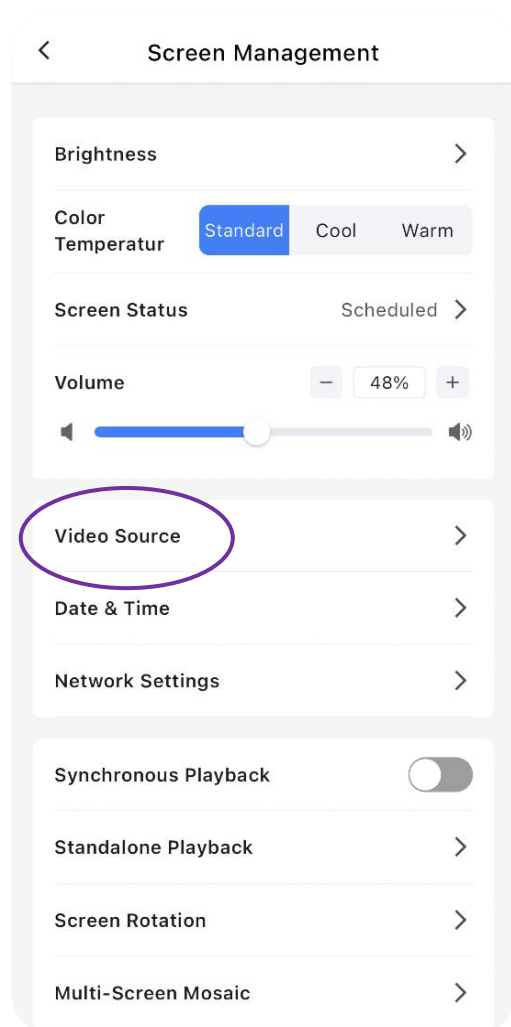 Screen Management
Brightness
Color
Temperatur
Standard Cool Warm
Screen Status Scheduled
Volume − 48% +
Video Source
Date & Time
Network Settings
Synchronous Playback
Standalone Playback
Screen Rotation
Multi-Screen Mosaic